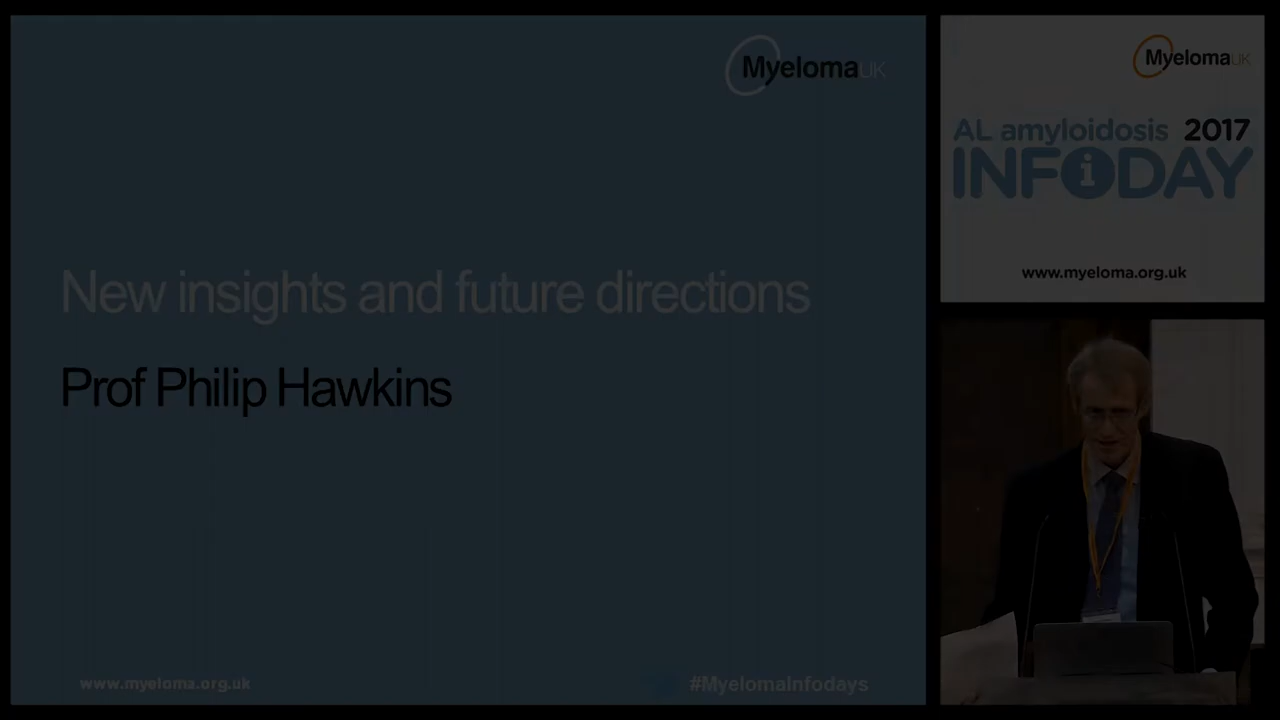 Myeloma UK
New insights and future directions
Prof Philip Hawkins
www.myeloma.org.uk
#MyelomaInfodays
Myeloma UK
AL amyloidosis 2017
INFODAY
www.myeloma.org.uk